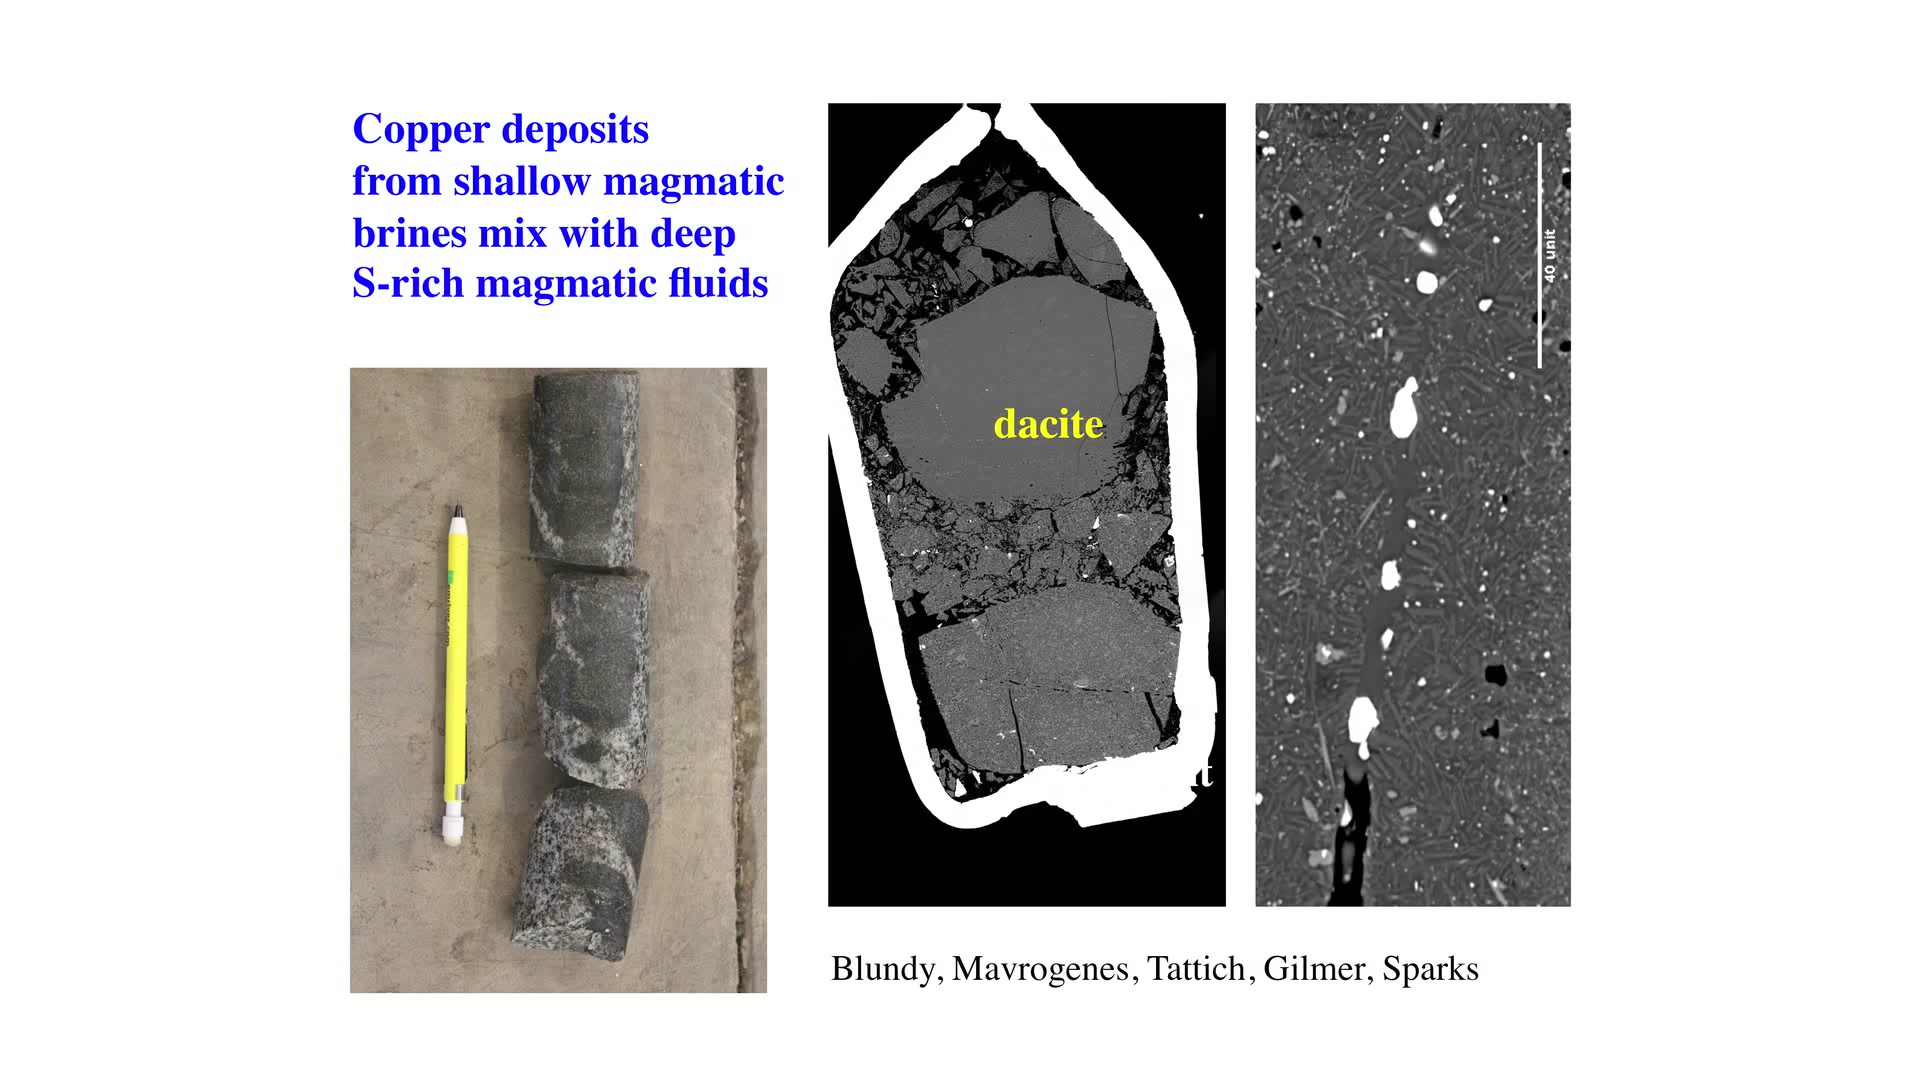 Copper deposits
from shallow magmatic
brines mix with deep
S-rich magmatic fluids
dacite
40 unit
Blundy, Mavrogenes, Tattich, Gilmer, Sparks